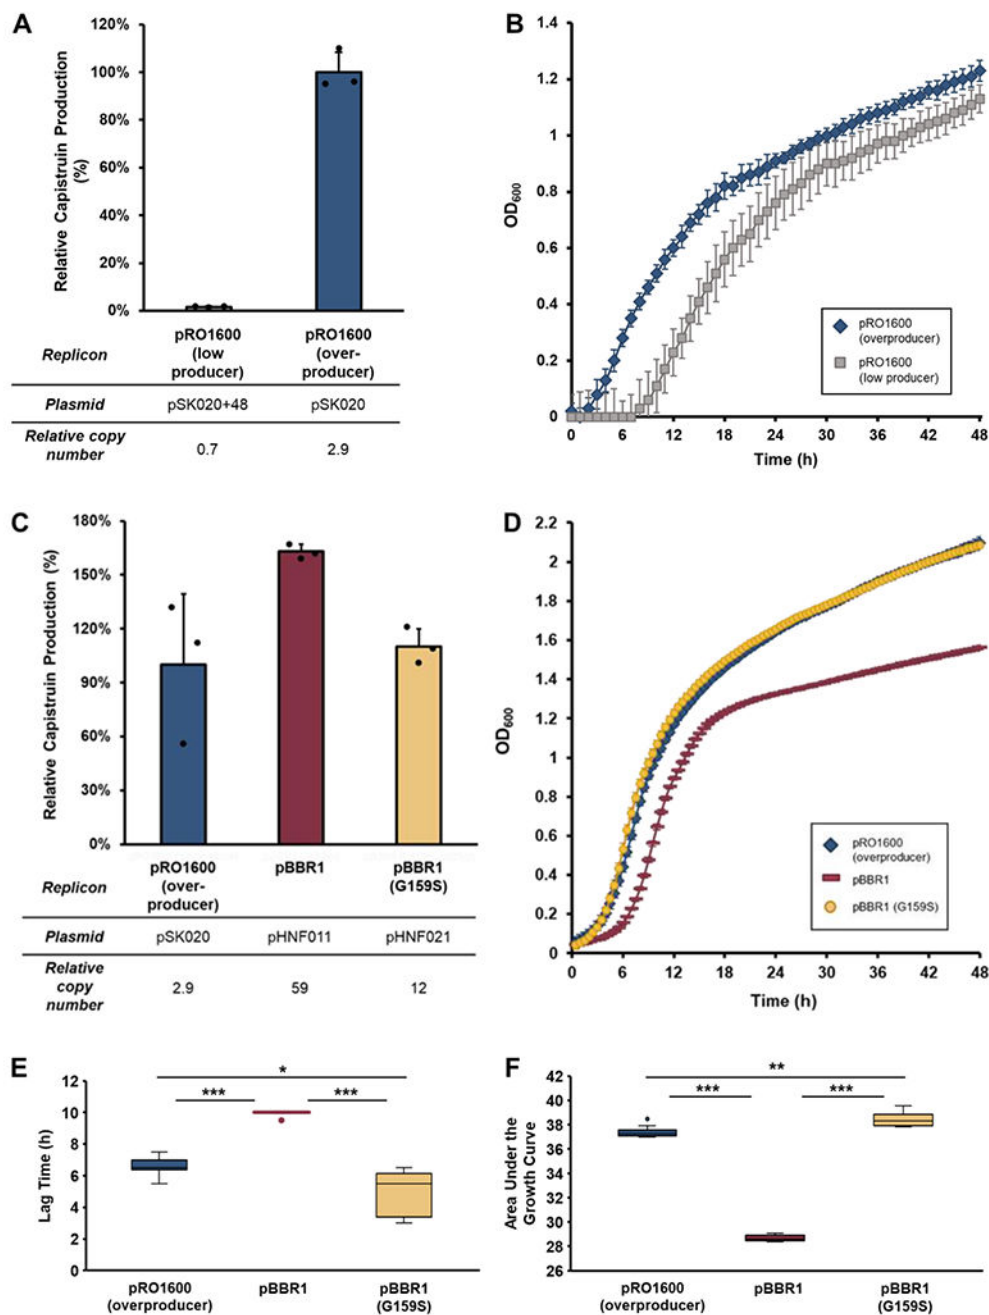 A
120%
100%
80%
60%
40%
20%
0%
Relative Capistruin Production
(%)
Replicon
pRO1600
(low
producer)
pRO1600
(over-
producer)
Plasmid
pSK020+48
pSK020
Relative copy
number
0.7
2.9
B
1.4
1.2
1
0.8
0.6
0.4
0.2
0
OD600
pRO1600
(overproducer)
pRO1600
(low producer)
0 6 12 18 24 30 36 42 48
Time (h)
C
180%
150%
120%
90%
60%
30%
0%
Relative Capistruin Production (%)
Replicon
pRO1600
(over-
producer)
pBBR1
pBBR1
(G159S)
Plasmid
pSK020
pHNF011
pHNF021
Relative
copy
number
2.9
59
12
D
2.2
2
1.8
1.6
1.4
1.2
1
0.8
0.6
0.4
0.2
0
OD600
pRO1600
(overproducer)
pBBR1
pBBR1 (G159S)
0 6 12 18 24 30 36 42 48
Time (h)
E
12
10
8
6
4
2
0
Lag Time (h)
*
*** ***
pRO1600
(overproducer)
pBBR1
pBBR1
(G159S)
F
42
40
38
36
34
32
30
28
26
Area Under the
Growth Curve
**
*** ***
pRO1600
(overproducer)
pBBR1
pBBR1
(G159S)